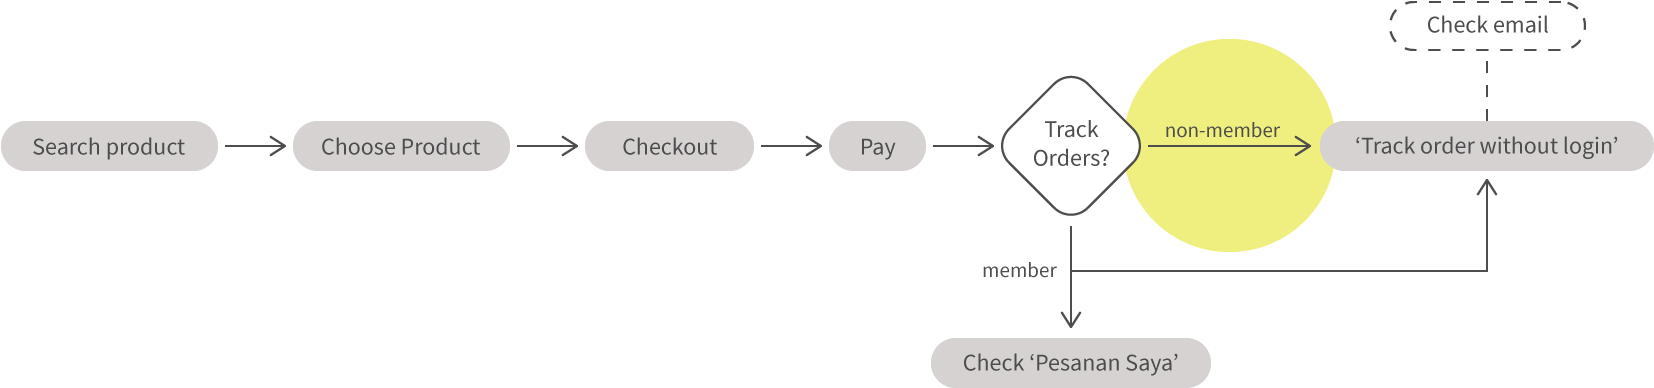 Check email
Search product
Choose Product
Checkout
Pay
Track
Orders?
non-member
‘Track order without login’
member
Check ‘Pesanan Saya’